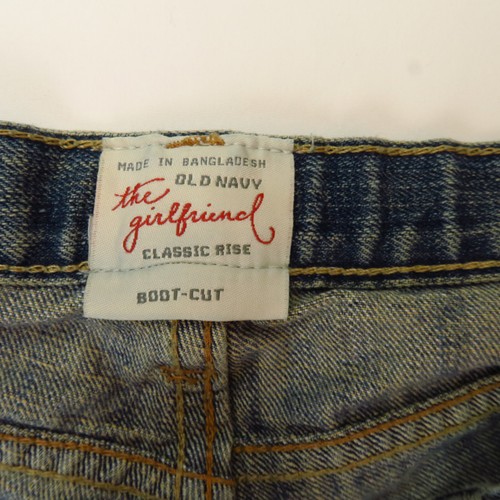 MADE IN BANGLADESH
OLD NAVY
the
girlfriend
CLASSIC RISE
BOOT-CUT